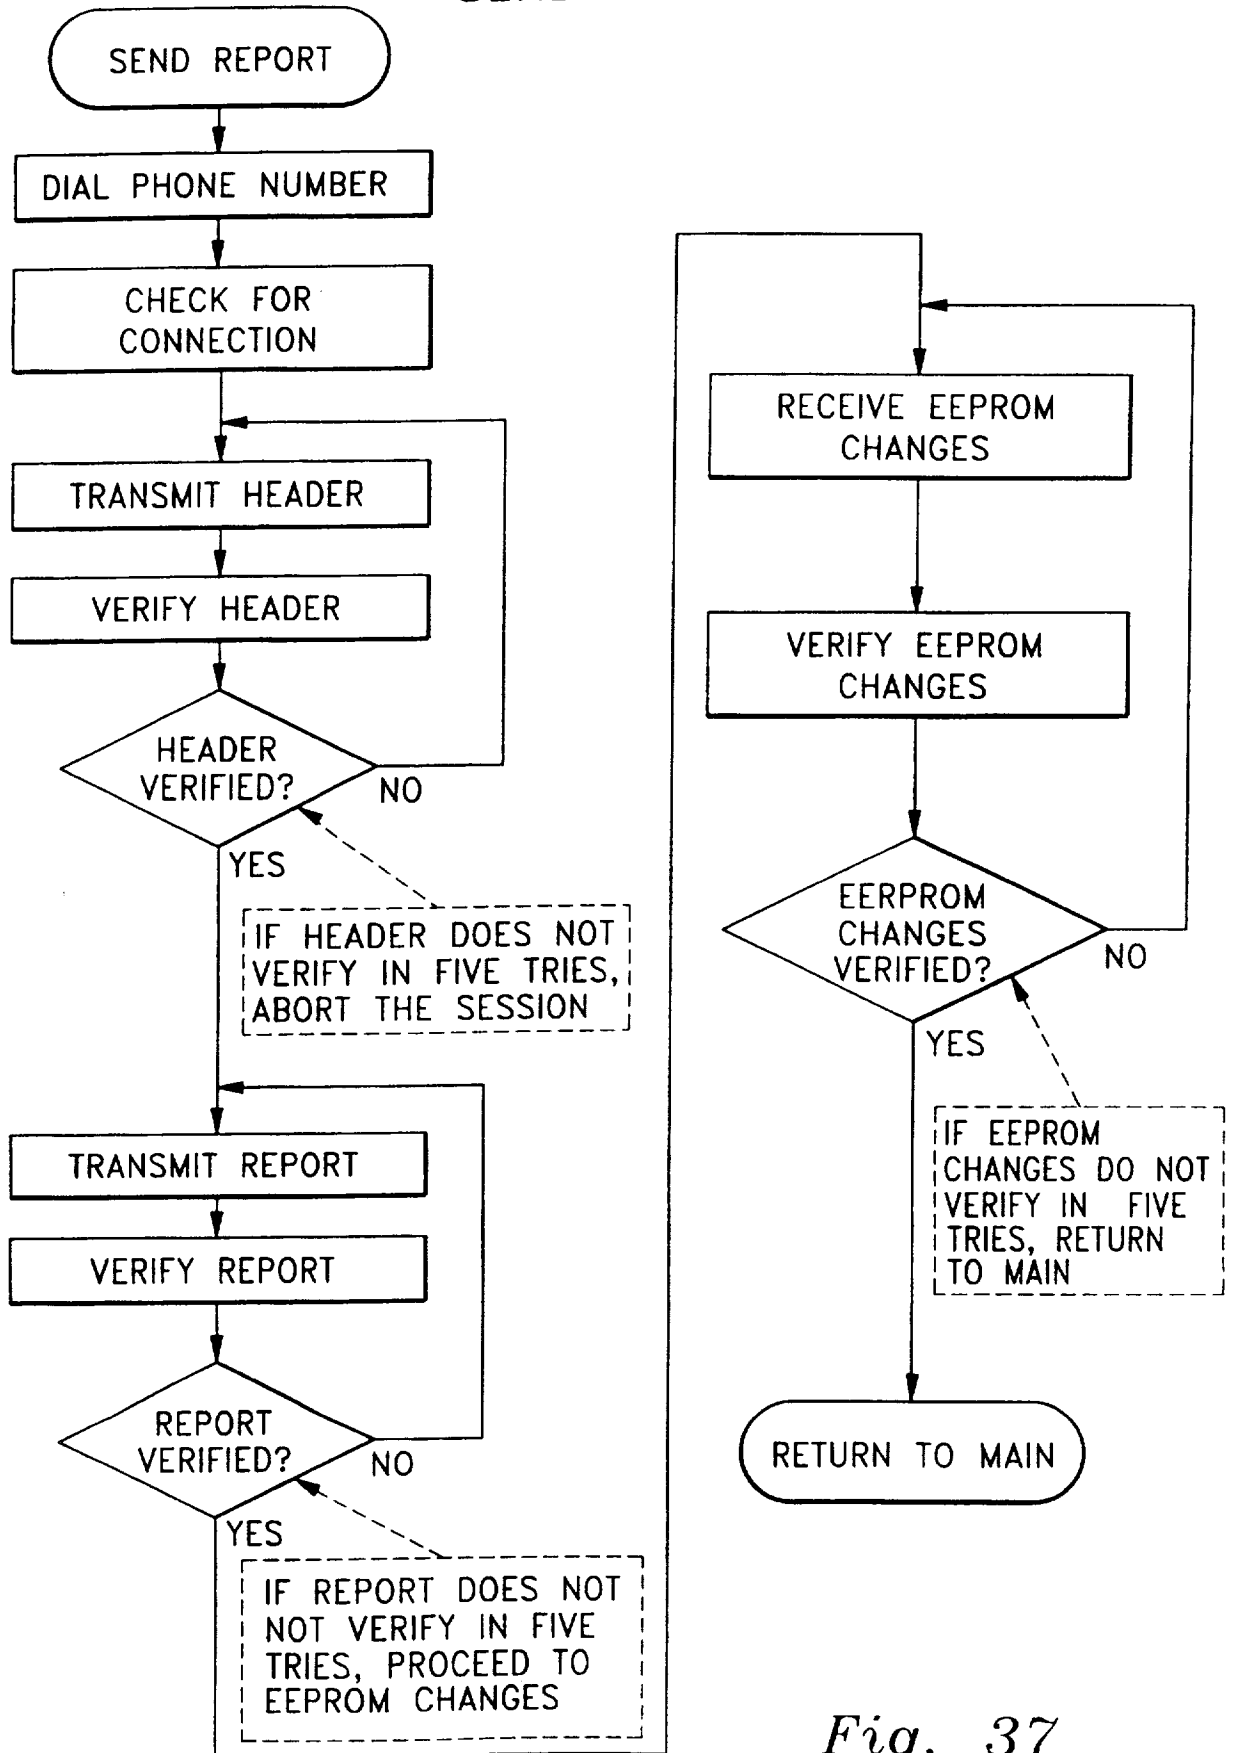 SEND REPORT
DIAL PHONE NUMBER
CHECK FOR
CONNECTION
TRANSMIT HEADER
VERIFY HEADER
HEADER
VERIFIED?
NO
YES
IF HEADER DOES NOT
VERIFY IN FIVE TRIES,
ABORT THE SESSION
TRANSMIT REPORT
VERIFY REPORT
REPORT
VERIFIED?
NO
YES
IF REPORT DOES NOT
NOT VERIFY IN FIVE
TRIES, PROCEED TO
EEPROM CHANGES
RECEIVE EEPROM
CHANGES
VERIFY EEPROM
CHANGES
EERPROM
CHANGES
VERIFIED?
NO
YES
IF EEPROM
CHANGES DO NOT
VERIFY IN FIVE
TRIES, RETURN
TO MAIN
RETURN TO MAIN
Fig. 37